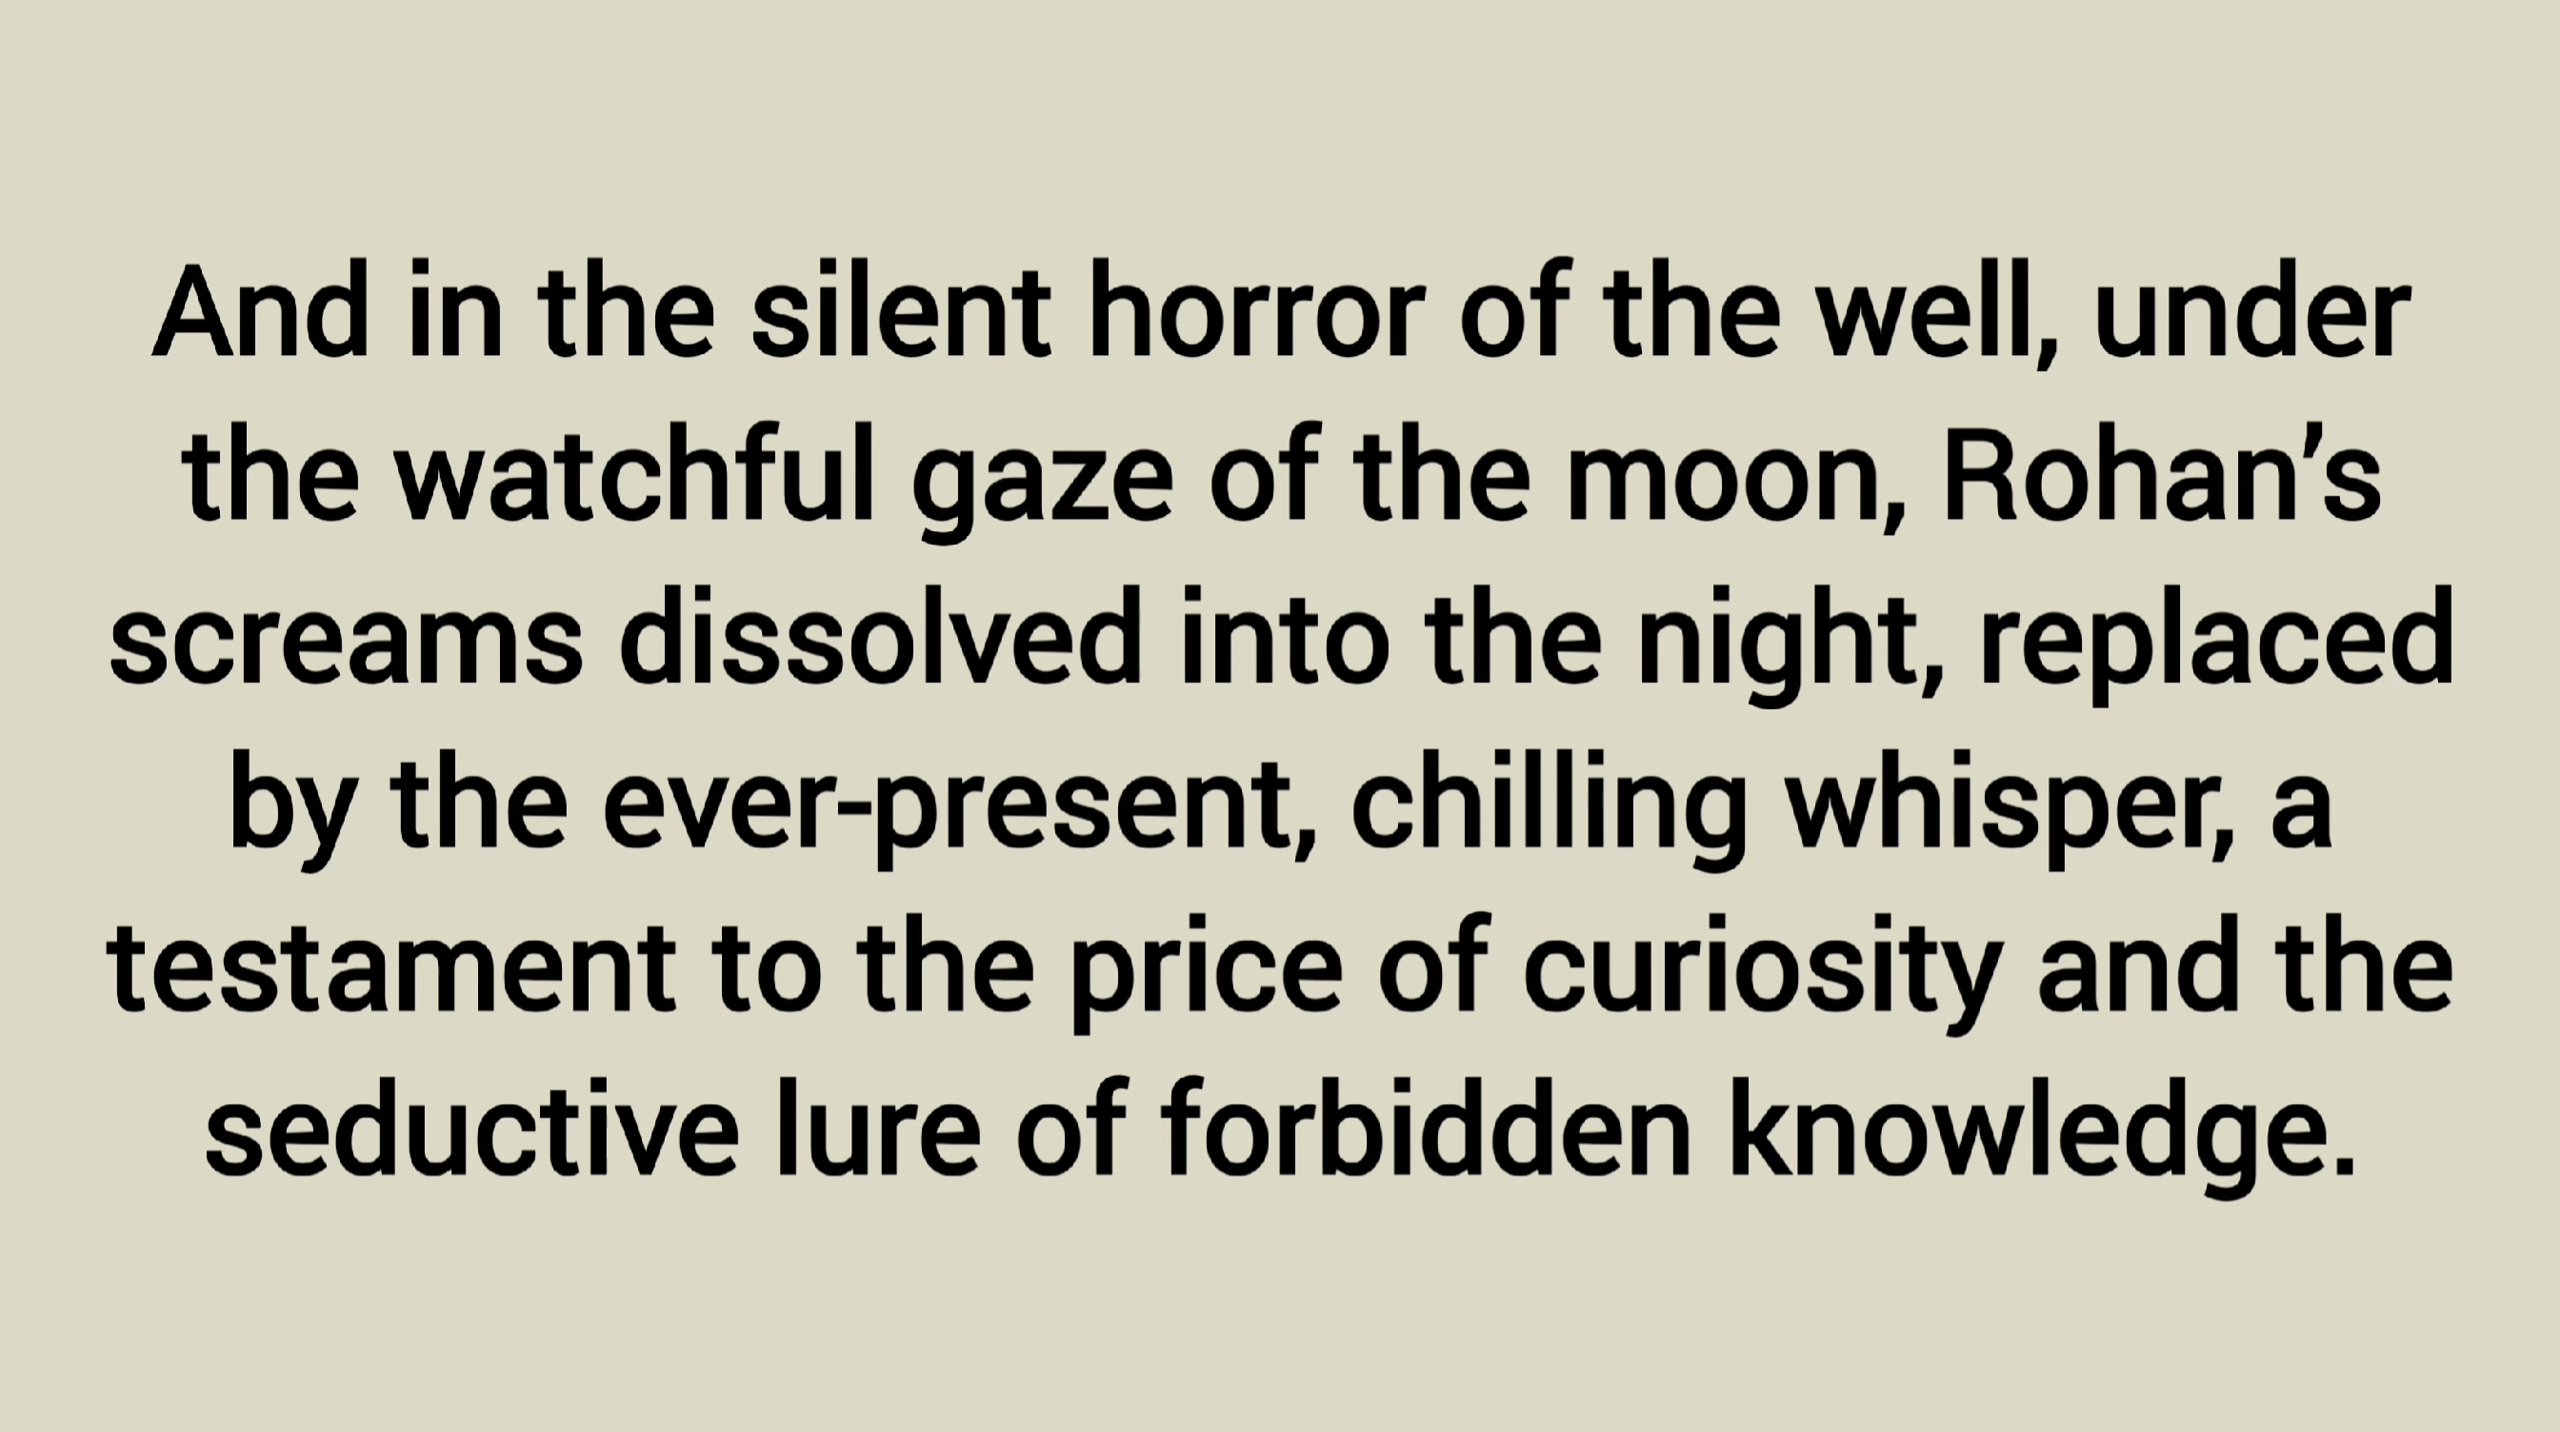 And in the silent horror of the well, under
the watchful gaze of the moon, Rohan’s
screams dissolved into the night, replaced
by the ever-present, chilling whisper, a
testament to the price of curiosity and the
seductive lure of forbidden knowledge.